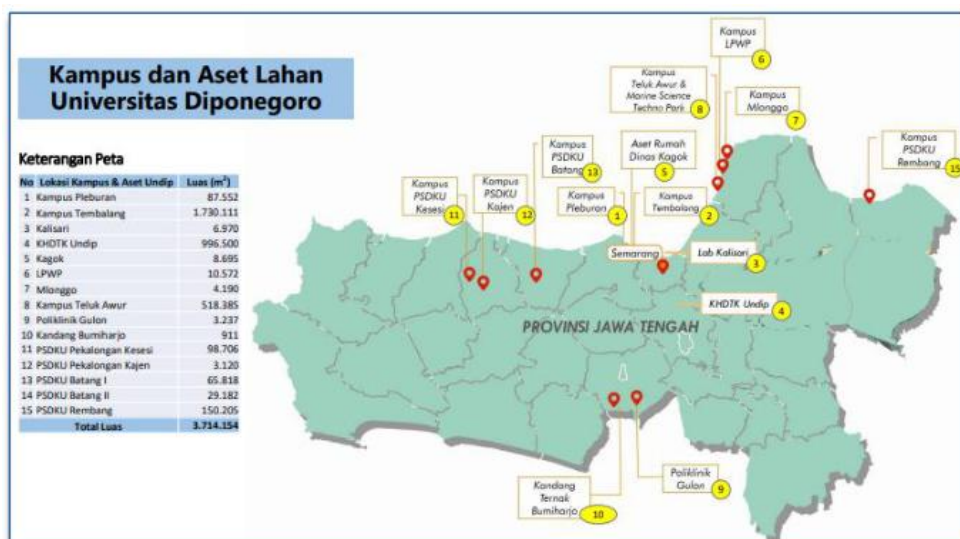 Kampus dan Aset Lahan
Universitas Diponegoro
Keterangan Peta
No Lokasi Kampus & Aset Undip Luas (m²)
1 Kampus Pleburan 87.552
2 Kampus Tembalang 1.730.111
3 Kalisari 6.970
4 KHDTK Undip 996.500
5 Kagok 8.695
6 LPWP 10.572
7 Mlonggo 4.190
8 Kampus Teluk Awur 518.385
9 Poliklinik Gulon 3.237
10 Kandang Bumiharjo 911
11 PSDKU Pekalongan Kesesi 98.706
12 PSDKU Pekalongan Kajen 3.120
13 PSDKU Batang I 65.818
14 PSDKU Batang II 29.182
15 PSDKU Rembang 150.205
Total Luas 3.714.154
Kampus
LPWP
6
Kampus
Teluk Awur &
Marine Science
Techno Park
8
Kampus
Mlonggo
7
Kampus
PSDKU
Rembang
15
Kampus
PSDKU
Batang
13
Aset Rumah
Dinas Kagok
5
Kampus
PSDKU
Kesesi
11
Kampus
PSDKU
Kajen
12
Kampus
Pleburan
1
Kampus
Tembalang
2
Semarang
Lab Kalisari
3
KHDTK Undip
4
PROVINSI JAWA TENGAH
Poliklinik
Gulon
9
Kandang
Ternak
Bumiharjo
10